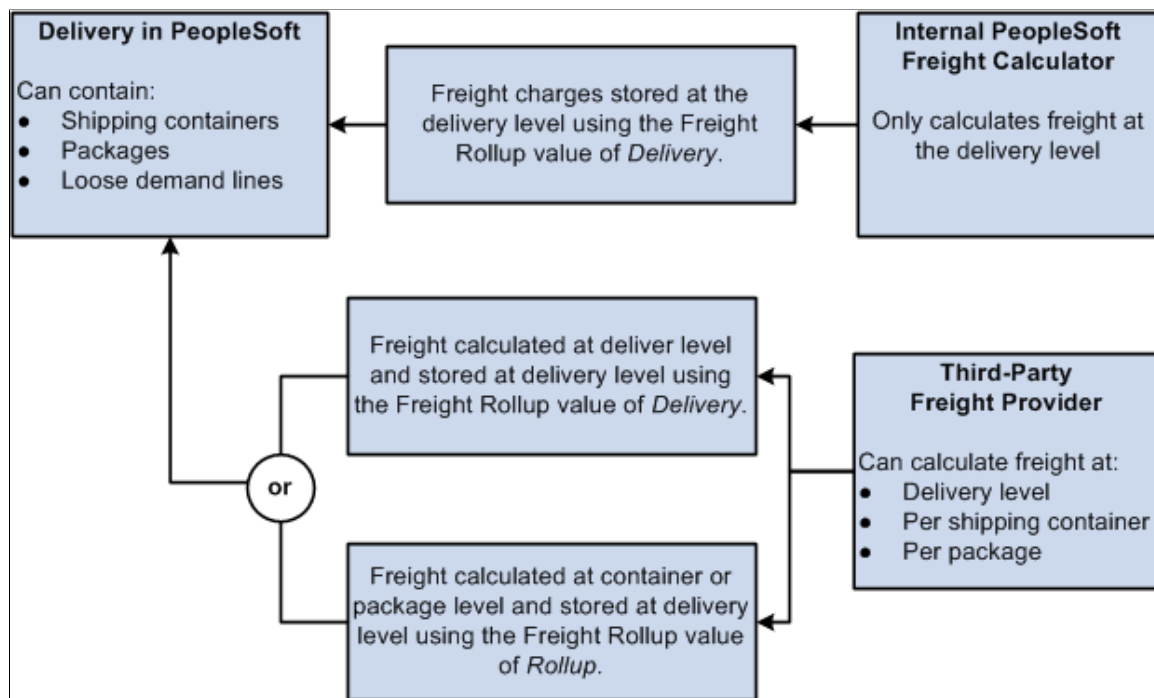 Delivery in PeopleSoft
Can contain:
● Shipping containers
● Packages
● Loose demand lines
Freight charges stored at the
delivery level using the Freight
Rollup value of Delivery.
Internal PeopleSoft
Freight Calculator
Only calculates freight at
the delivery level
Freight calculated at deliver level
and stored at delivery level using
the Freight Rollup value of Delivery.
or
Freight calculated at container or
package level and stored at delivery
level using the Freight Rollup value
of Rollup.
Third-Party
Freight Provider
Can calculate freight at:
● Delivery level
● Per shipping container
● Per package